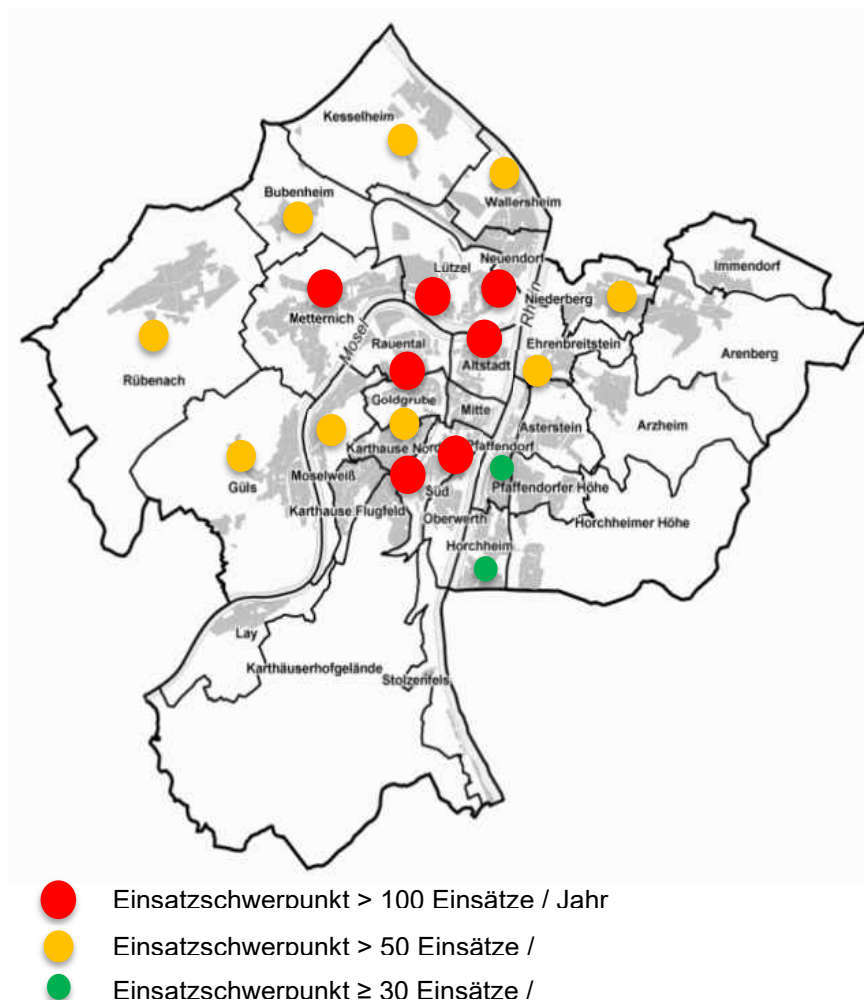 Kesselheim
Wallersheim
Bubenheim
Neuendorf
Lützel
Immendorf
Niederberg
Metternich
Rhein
Mosel
Rauental
Ehrenbreitstein
Arenberg
Altstadt
Rübenach
Goldgrube
Mitte
Asterstein
Arzheim
Karthause Nord
Pfaffendorf
Moselweiß
Güls
Süd
Pfaffendorfer Höhe
Karthause Flugfeld
Oberwerth
Horchheimer Höhe
Horchheim
Lay
Karthäuserhofgelände
Stolzenfels
Einsatzschwerpunkt > 100 Einsätze / Jahr
Einsatzschwerpunkt > 50 Einsätze /
Einsatzschwerpunkt ≥ 30 Einsätze /